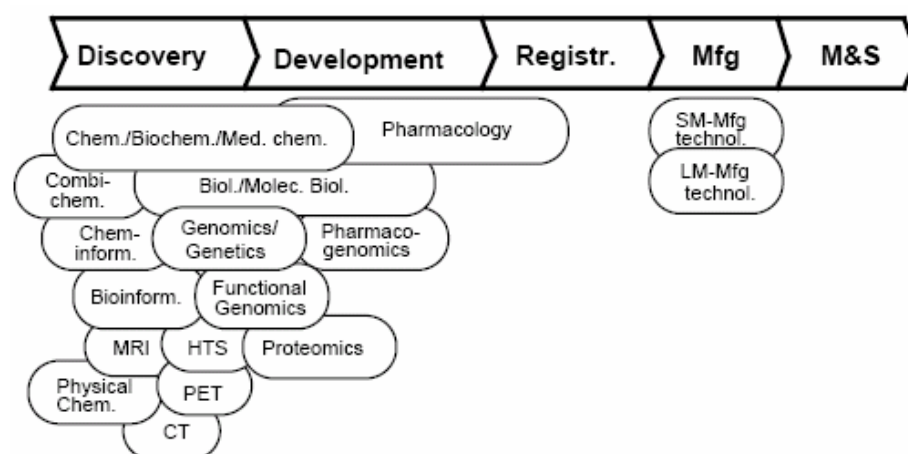 Discovery
Development
Registr.
Mfg
M&S
Chem./Biochem./Med. chem.
Pharmacology
SM-Mfg
technol.
Combi-
chem.
Biol./Molec. Biol.
LM-Mfg
technol.
Chem-
inform.
Genomics/
Genetics
Pharmaco-
genomics
Bioinform.
Functional
Genomics
MRI
HTS
Proteomics
Physical
Chem.
PET
CT